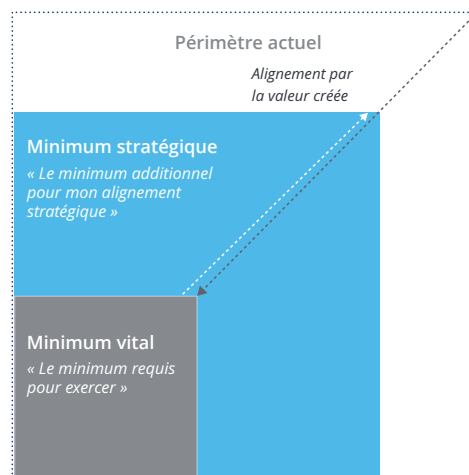 Périmètre actuel
Alignement par
la valeur créée
Minimum stratégique
« Le minimum additionnel
pour mon alignement
stratégique »
Minimum vital
« Le minimum requis
pour exercer »